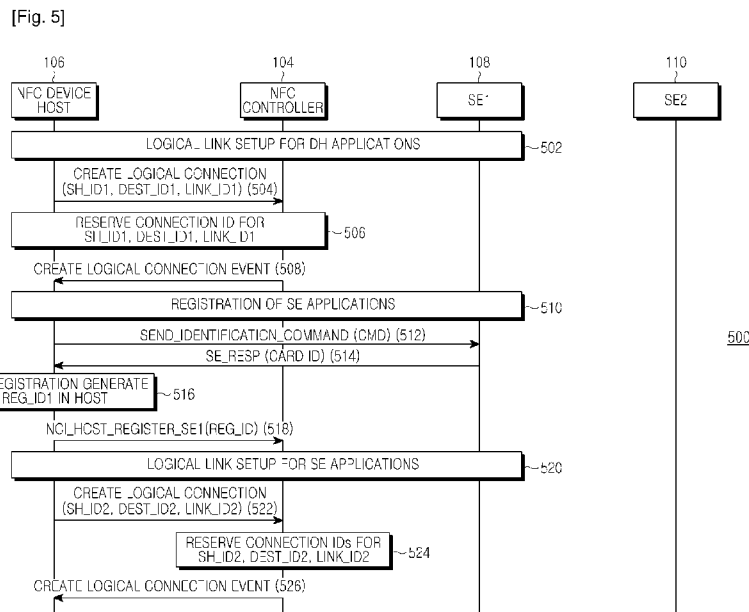 [Fig. 5]
106
104
108
110
NFC DEVICE
HOST
NFC
CONTROLLER
SE1
SE2
LOGICAL LINK SETUP FOR DH APPLICATIONS
502
CREATE LOGICAL CONNECTION
(SH_ID1, DEST_ID1, LINK_ID1) (504)
RESERVE CONNECTION ID FOR
SH_ID1, DEST_ID1, LINK_ID1
506
CREATE LOGICAL CONNECTION EVENT (508)
REGISTRATION OF SE APPLICATIONS
510
SEND_IDENTIFICATION_COMMAND (CMD) (512)
500
SE_RESP (CARD ID) (514)
EGISTRATION GENERATE
REG_ID1 IN HOST
516
NCI_HOST_REGISTER_SE1(REG_ID) (518)
LOGICAL LINK SETUP FOR SE APPLICATIONS
520
CREATE LOGICAL CONNECTION
(SH_ID2, DEST_ID2, LINK_ID2) (522)
RESERVE CONNECTION IDs FOR
SH_ID2, DEST_ID2, LINK_ID2
524
CREATE LOGICAL CONNECTION EVENT (526)